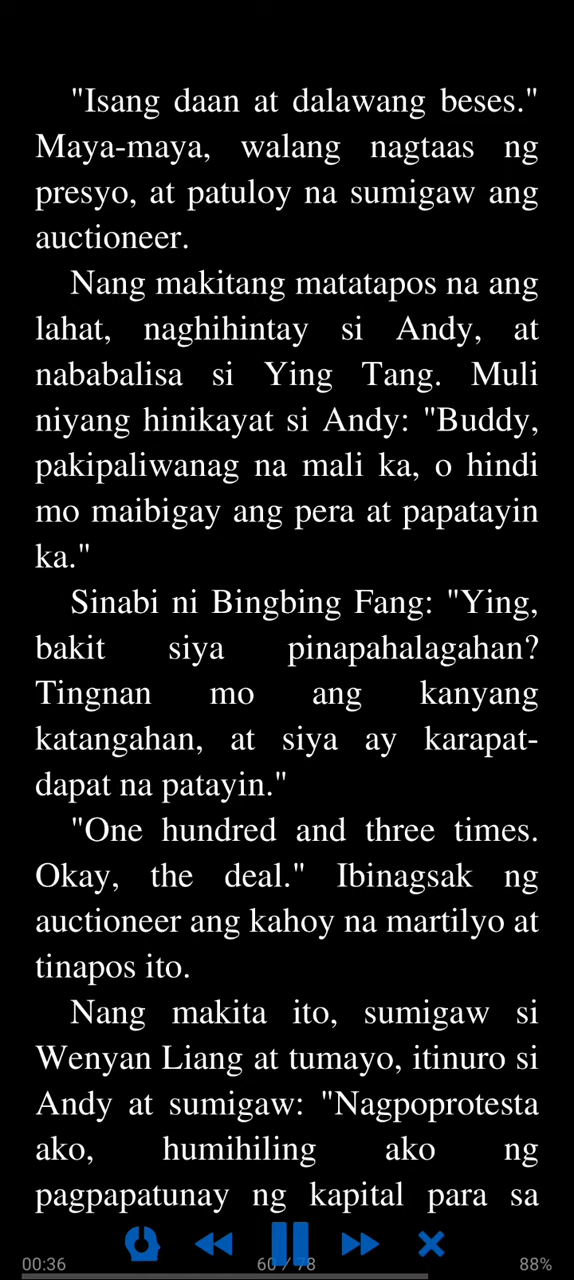 "Isang daan at dalawang beses."
Maya-maya, walang nagtaas ng
presyo, at patuloy na sumigaw ang
auctioneer.
Nang makitang matatapos na ang
lahat, naghihintay si Andy, at
nababalisa si Ying Tang. Muli
niyang hinikayat si Andy: "Buddy,
pakipaliwanag na mali ka, o hindi
mo maibigay ang pera at papatayin
ka."
Sinabi ni Bingbing Fang: "Ying,
bakit siya pinapahalagahan?
Tingnan mo ang kanyang
katangahan, at siya ay karapat-
dapat na patayin."
"One hundred and three times.
Okay, the deal." Ibinagsak ng
auctioneer ang kahoy na martilyo at
tinapos ito.
Nang makita ito, sumigaw si
Wenyan Liang at tumayo, itinuro si
Andy at sumigaw: "Nagpoprotesta
ako, humihiling ako ng
pagpapatunay ng kapital para sa
00:36 60 / 78 88%